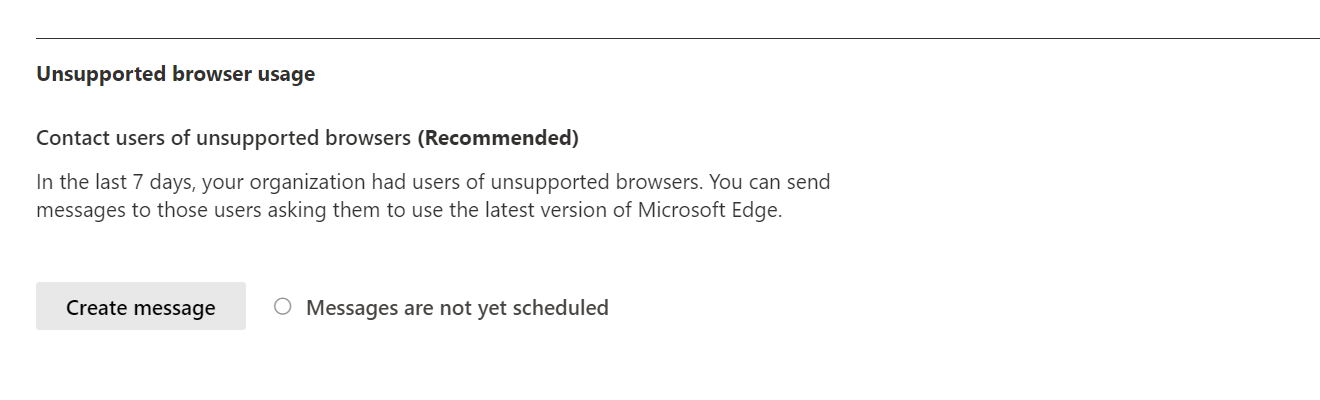 Unsupported browser usage
Contact users of unsupported browsers (Recommended)
In the last 7 days, your organization had users of unsupported browsers. You can send
messages to those users asking them to use the latest version of Microsoft Edge.
Create message
Messages are not yet scheduled